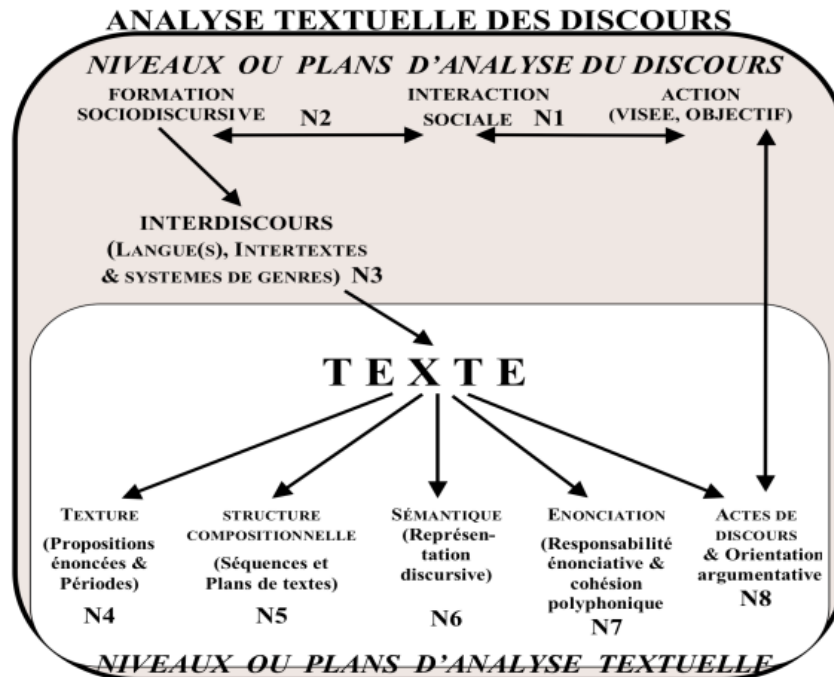 ANALYSE TEXTUELLE DES DISCOURS
NIVEAUX OU PLANS D'ANALYSE DU DISCOURS
FORMATION
SOCIODISCURSIVE
N2
INTERACTION
SOCIALE N1
ACTION
(VISEE, OBJECTIF)
INTERDISCOURS
(LANGUE(S), INTERTEXTES
& SYSTEMES DE GENRES) N3
TEXTE
TEXTURE
(Propositions
énoncées &
Périodes)
N4
STRUCTURE
COMPOSITIONNELLE
(Séquences et
Plans de textes)
N5
SÉMANTIQUE
(Représen-
tation
discursive)
N6
ENONCIATION
(Responsabilité
énonciative &
cohésion
polyphonique
N7
ACTES DE
DISCOURS
& Orientation
argumentative
N8
NIVEAUX OU PLANS D'ANALYSE TEXTUELLE